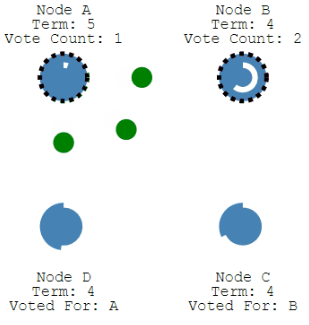 Node A
Term: 5
Vote Count: 1
Node B
Term: 4
Vote Count: 2
Node D
Term: 4
Voted For: A
Node C
Term: 4
Voted For: B